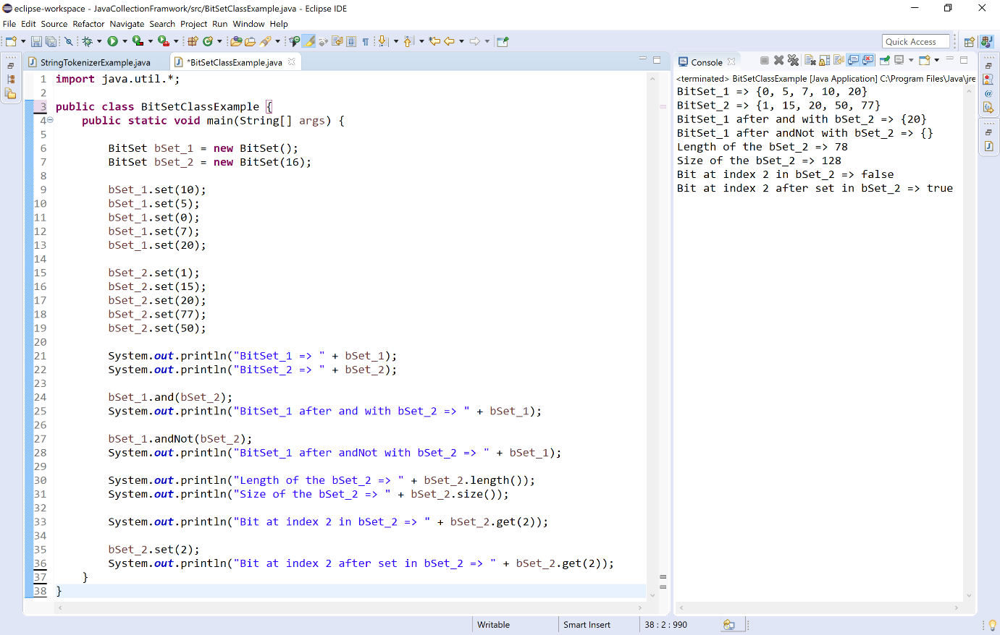 eclipse-workspace - JavaCollectionFramwork/src/BitSetClassExample.java - Eclipse IDE
File Edit Source Refactor Navigate Search Project Run Window Help
Quick Access
StringTokenizerExample.java
*BitSetClassExample.java
1 import java.util.*;
2
3 public class BitSetClassExample {
4     public static void main(String[] args) {
5
6         BitSet bSet_1 = new BitSet();
7         BitSet bSet_2 = new BitSet(16);
8
9         bSet_1.set(10);
10         bSet_1.set(5);
11         bSet_1.set(0);
12         bSet_1.set(7);
13         bSet_1.set(20);
14
15         bSet_2.set(1);
16         bSet_2.set(15);
17         bSet_2.set(20);
18         bSet_2.set(77);
19         bSet_2.set(50);
20
21         System.out.println("BitSet_1 => " + bSet_1);
22         System.out.println("BitSet_2 => " + bSet_2);
23
24         bSet_1.and(bSet_2);
25         System.out.println("BitSet_1 after and with bSet_2 => " + bSet_1);
26
27         bSet_1.andNot(bSet_2);
28         System.out.println("BitSet_1 after andNot with bSet_2 => " + bSet_1);
29
30         System.out.println("Length of the bSet_2 => " + bSet_2.length());
31         System.out.println("Size of the bSet_2 => " + bSet_2.size());
32
33         System.out.println("Bit at index 2 in bSet_2 => " + bSet_2.get(2));
34
35         bSet_2.set(2);
36         System.out.println("Bit at index 2 after set in bSet_2 => " + bSet_2.get(2));
37     }
38 }
Console
<terminated> BitSetClassExample [Java Application] C:\Program Files\Java\jre
BitSet_1 => {0, 5, 7, 10, 20}
BitSet_2 => {1, 15, 20, 50, 77}
BitSet_1 after and with bSet_2 => {20}
BitSet_1 after andNot with bSet_2 => {}
Length of the bSet_2 => 78
Size of the bSet_2 => 128
Bit at index 2 in bSet_2 => false
Bit at index 2 after set in bSet_2 => true
Writable
Smart Insert
38 : 2 : 990